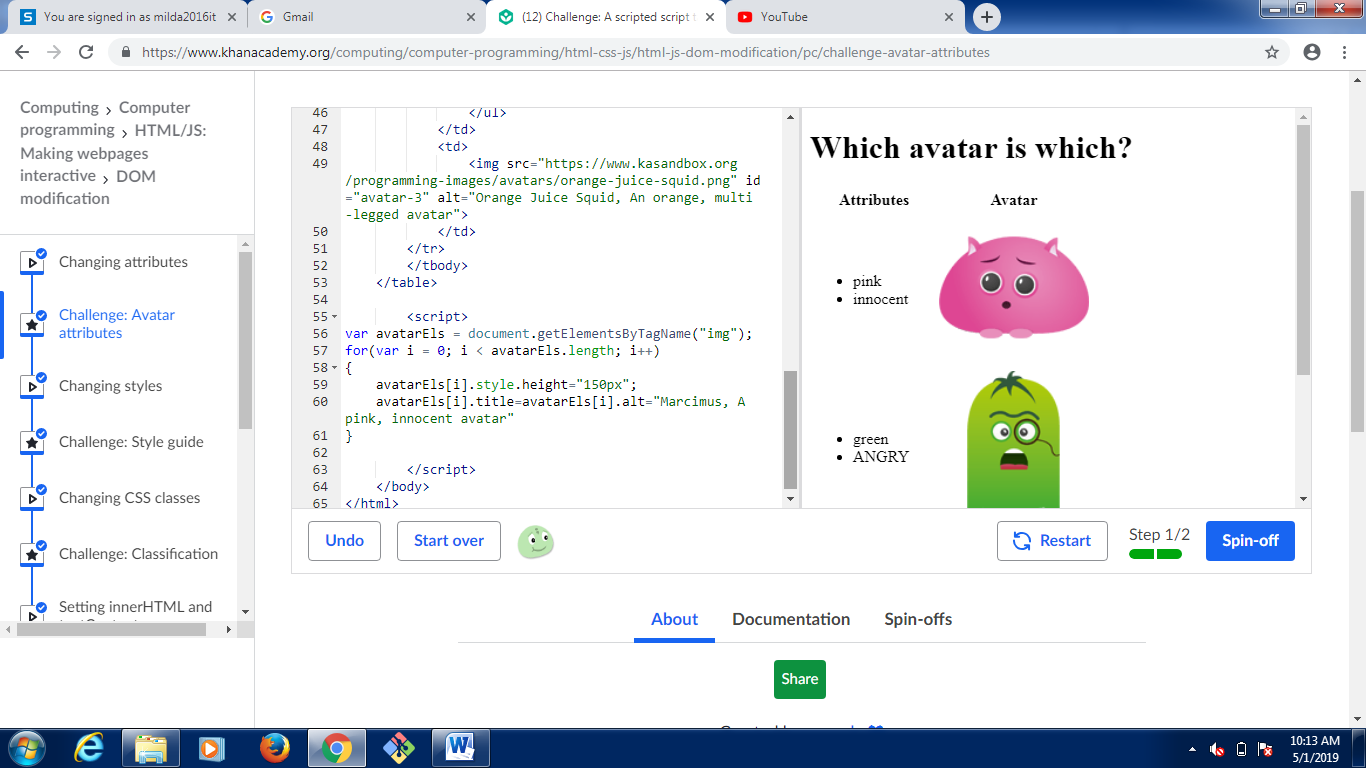 You are signed in as milda2016it
Gmail
(12) Challenge: A scripted script t
YouTube
https://www.khanacademy.org/computing/computer-programming/html-css-js/html-js-dom-modification/pc/challenge-avatar-attributes
Computing > Computer
programming > HTML/JS:
Making webpages
interactive > DOM
modification
Changing attributes
Challenge: Avatar
attributes
Changing styles
Challenge: Style guide
Changing CSS classes
Challenge: Classification
Setting innerHTML and
46 </ul>
47 </td>
48 <td>
49 <img src="https://www.kasandbox.org
/programming-images/avatars/orange-juice-squid.png" id
="avatar-3" alt="Orange Juice Squid, An orange, multi
-legged avatar">
50 </td>
51 </tr>
52 </tbody>
53 </table>
54
55 <script>
56 var avatarEls = document.getElementsByTagName("img");
57 for(var i = 0; i < avatarEls.length; i++)
58 {
59 avatarEls[i].style.height="150px";
60 avatarEls[i].title=avatarEls[i].alt="Marcimus, A
pink, innocent avatar"
61 }
62
63 </script>
64 </body>
65 </html>
Which avatar is which?
Attributes Avatar
pink
innocent
green
ANGRY
Undo
Start over
Restart
Step 1/2
Spin-off
About
Documentation
Spin-offs
Share
10:13 AM
5/1/2019